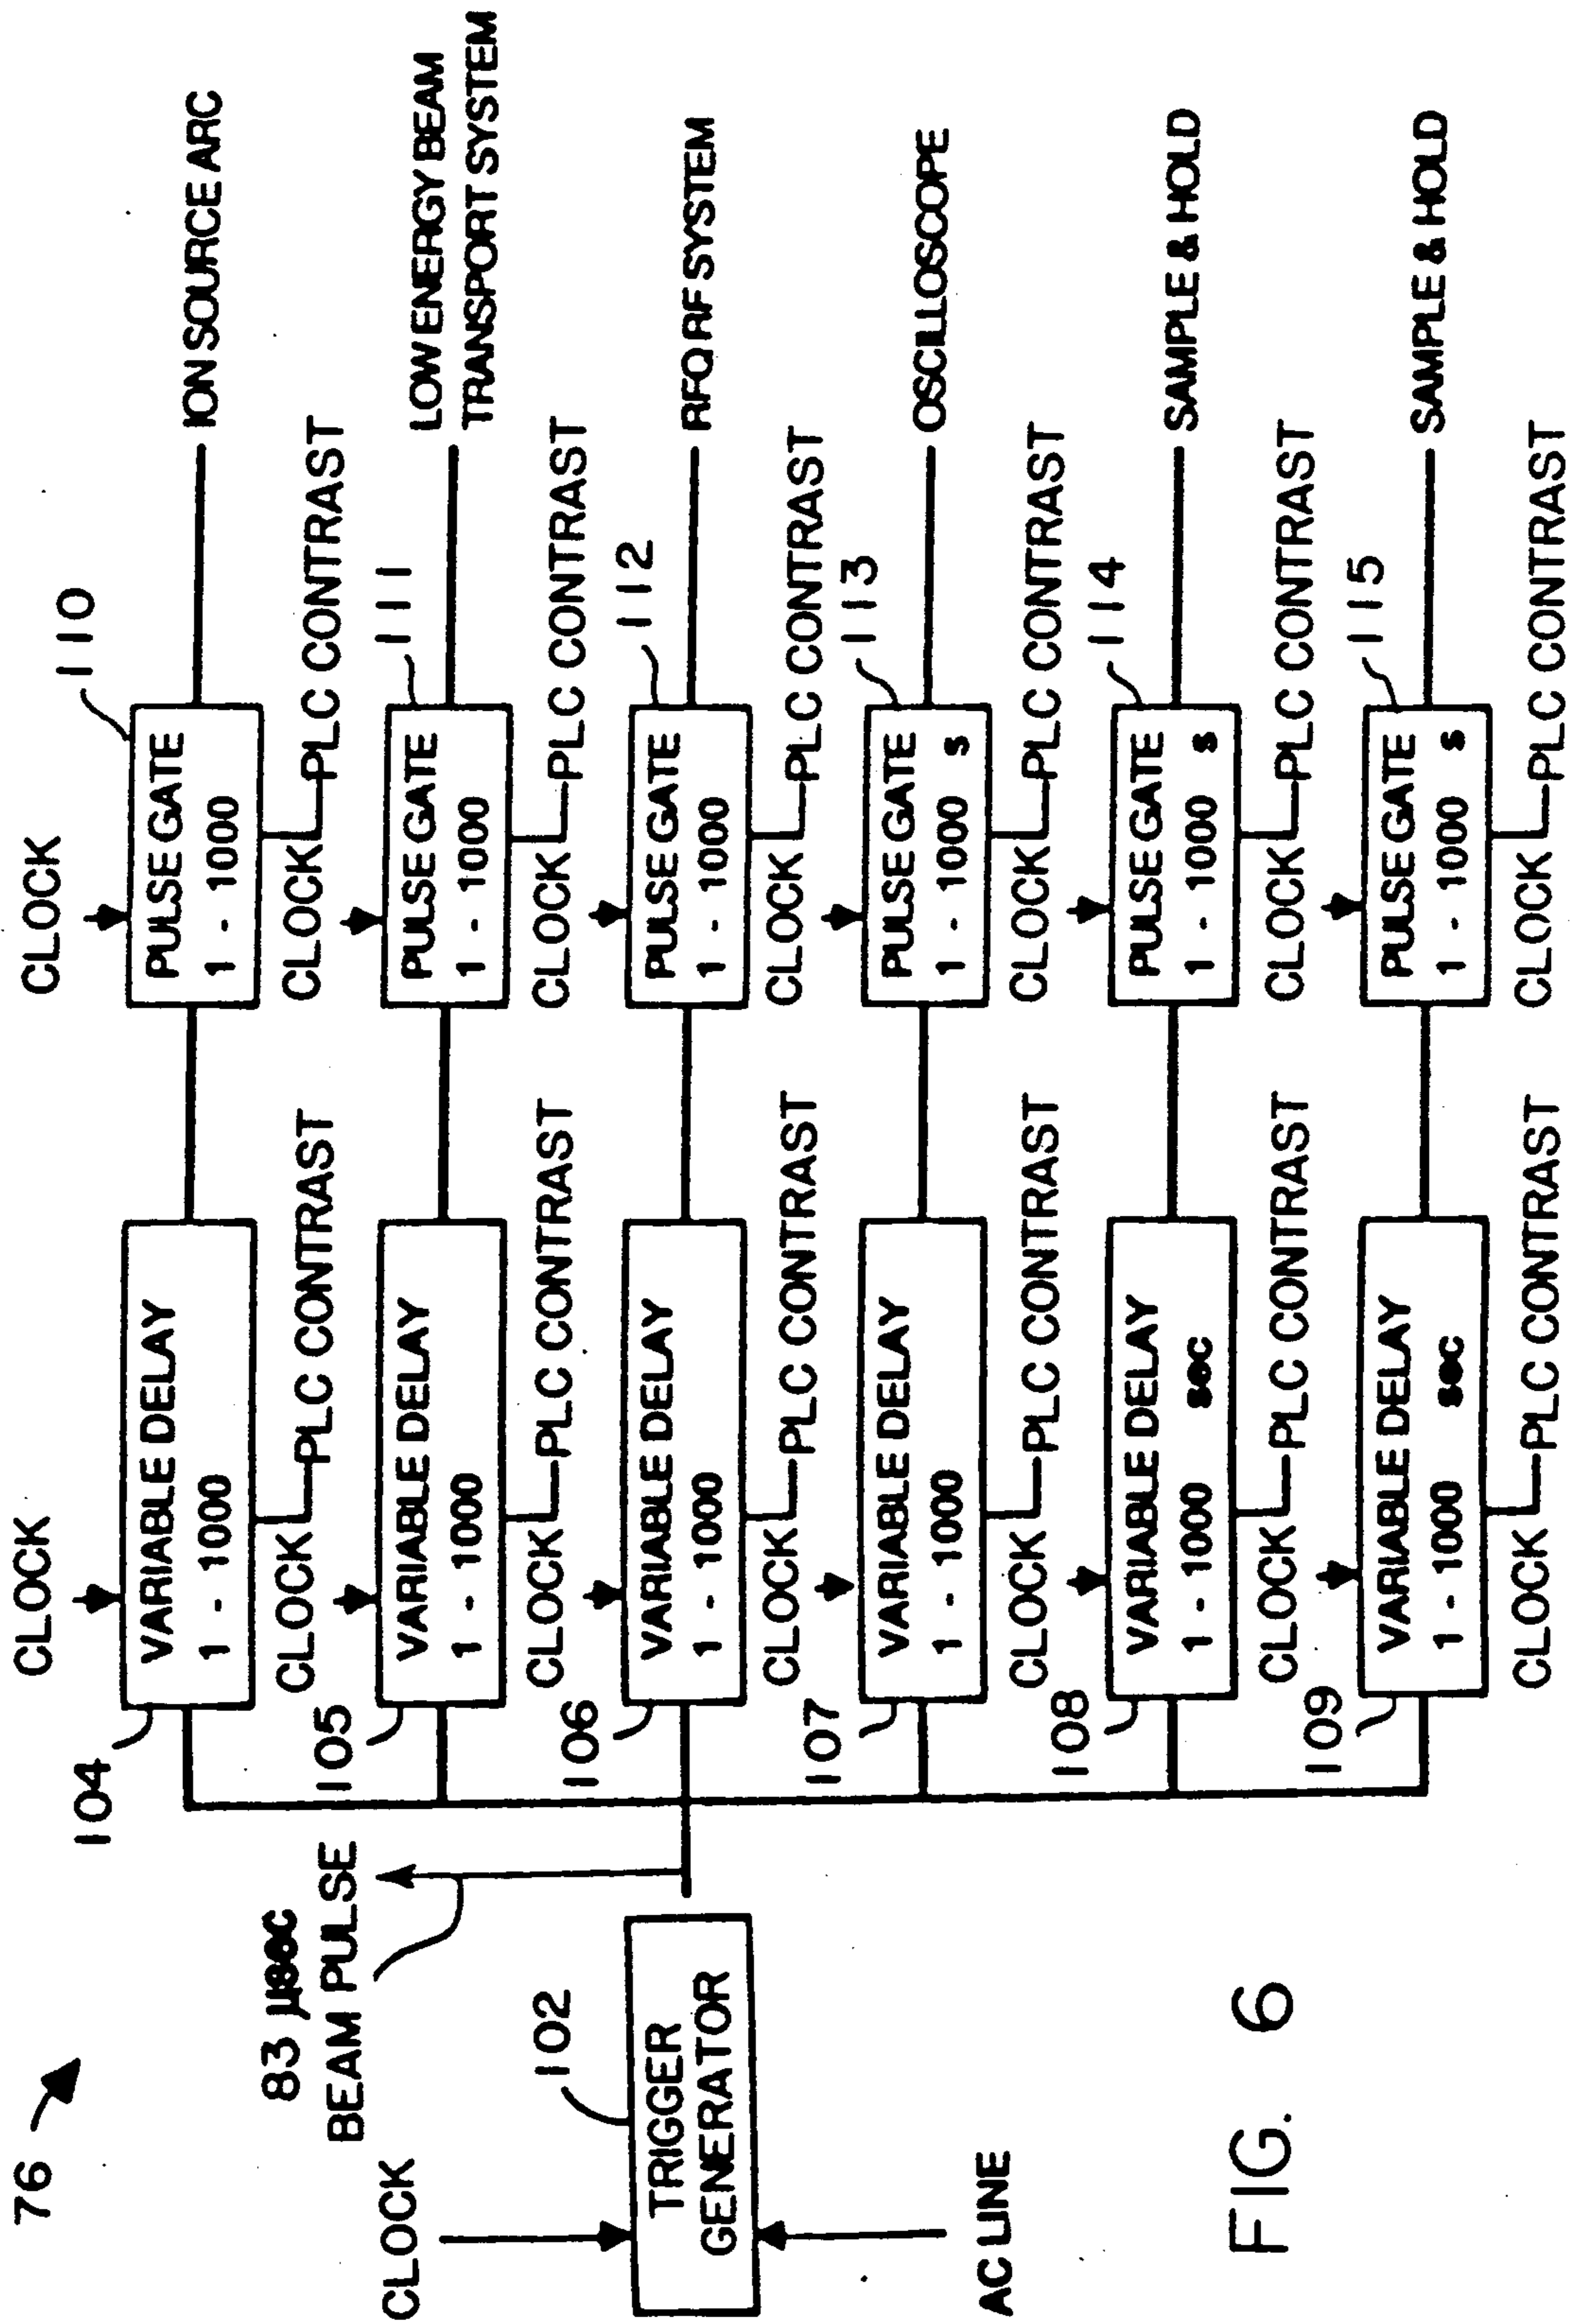 76
83 µsec
BEAM PULSE
CLOCK
102
TRIGGER
GENERATOR
AC LINE
CLOCK
104
VARIABLE DELAY
1 - 1000
PLC CONTRAST
CLOCK
110
PULSE GATE
1 - 1000
PLC CONTRAST
ION SOURCE ARC
CLOCK
105
VARIABLE DELAY
1 - 1000
PLC CONTRAST
CLOCK
111
PULSE GATE
1 - 1000
PLC CONTRAST
LOW ENERGY BEAM
TRANSPORT SYSTEM
CLOCK
106
VARIABLE DELAY
1 - 1000
PLC CONTRAST
CLOCK
112
PULSE GATE
1 - 1000
PLC CONTRAST
RFQ RF SYSTEM
CLOCK
107
VARIABLE DELAY
1 - 1000
PLC CONTRAST
CLOCK
113
PULSE GATE
1 - 1000 s
PLC CONTRAST
OSCILLOSCOPE
CLOCK
108
VARIABLE DELAY
1 - 1000 sec
PLC CONTRAST
CLOCK
114
PULSE GATE
1 - 1000 s
PLC CONTRAST
SAMPLE & HOLD
CLOCK
109
VARIABLE DELAY
1 - 1000 sec
PLC CONTRAST
CLOCK
115
PULSE GATE
1 - 1000 s
PLC CONTRAST
SAMPLE & HOLD
CLOCK
CLOCK
FIG. 6